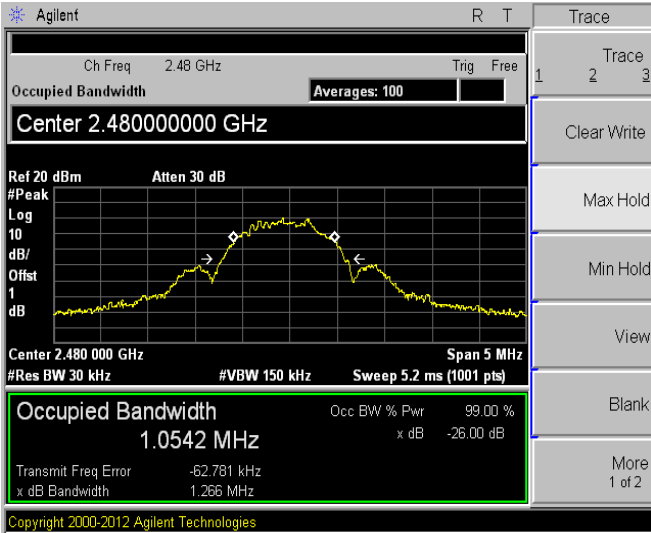 Agilent R T Trace
Ch Freq 2.48 GHz Trig Free
Occupied Bandwidth Averages: 100
Center 2.480000000 GHz
Ref 20 dBm Atten 30 dB
#Peak
Log
10
dB/
Offst
1
dB
Center 2.480 000 GHz Span 5 MHz
#Res BW 30 kHz #VBW 150 kHz Sweep 5.2 ms (1001 pts)
Occupied Bandwidth Occ BW % Pwr 99.00 %
1.0542 MHz x dB -26.00 dB
Transmit Freq Error -62.781 kHz
x dB Bandwidth 1.266 MHz
Copyright 2000-2012 Agilent Technologies
Trace
1 2 3
Clear Write
Max Hold
Min Hold
View
Blank
More
1 of 2